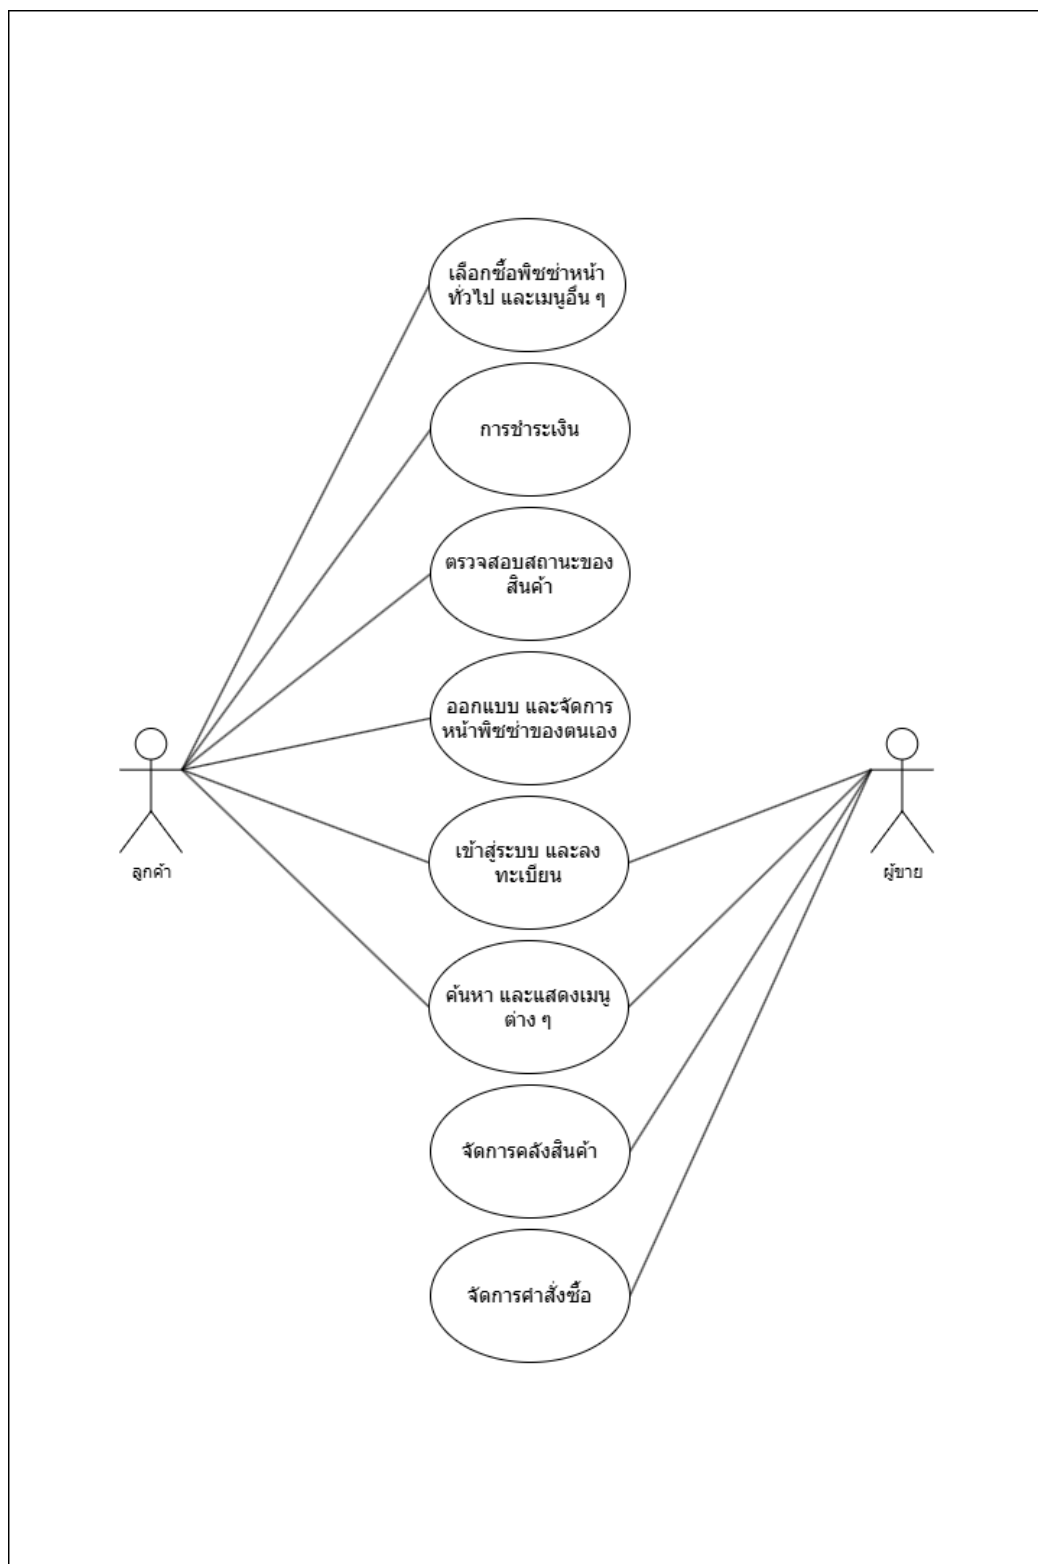 เลือกซื้อพิซซ่าหน้า
ทั่วไป และเมนูอื่น ๆ
การชำระเงิน
ตรวจสอบสถานะของ
สินค้า
ออกแบบ และจัดการ
หน้าพิซซ่าของตนเอง
เข้าสู่ระบบ และลง
ทะเบียน
ลูกค้า
ผู้ขาย
ค้นหา และแสดงเมนู
ต่าง ๆ
จัดการคลังสินค้า
จัดการคำสั่งซื้อ